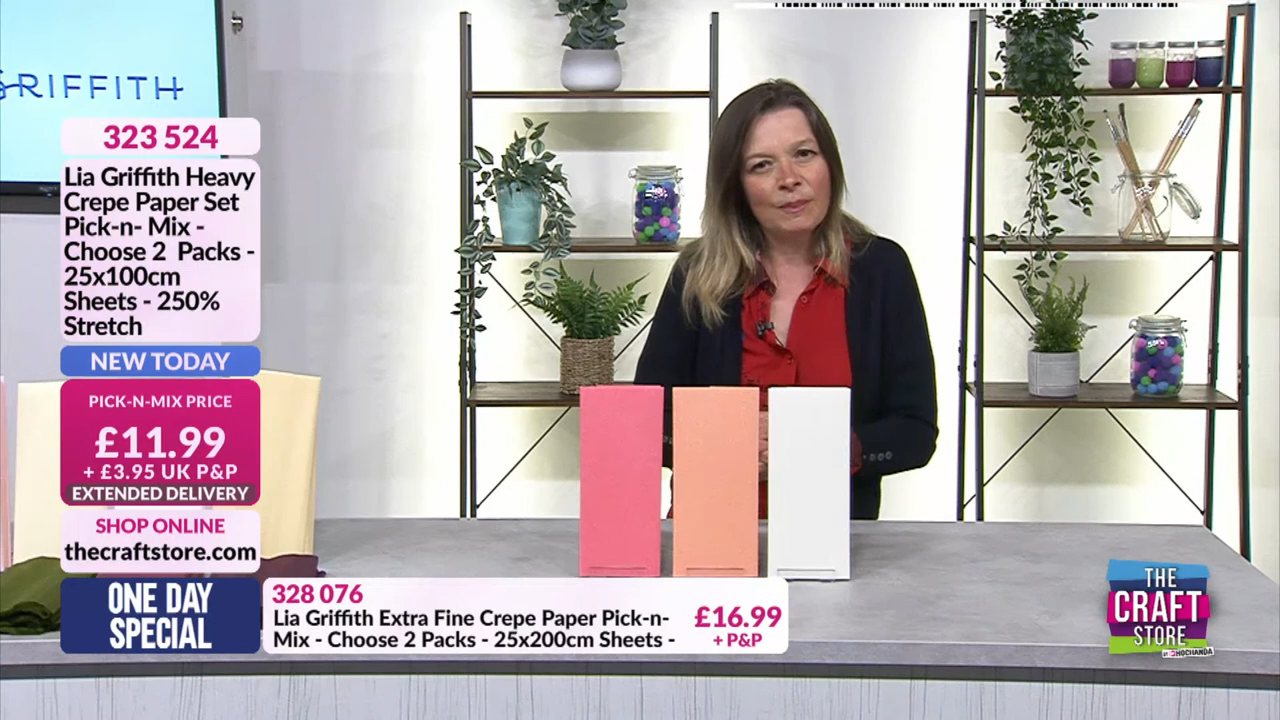 GRIFFITH
323 524
Lia Griffith Heavy
Crepe Paper Set
Pick-n- Mix -
Choose 2 Packs -
25x100cm
Sheets - 250%
Stretch
NEW TODAY
PICK-N-MIX PRICE
£11.99
+ £3.95 UK P&P
EXTENDED DELIVERY
SHOP ONLINE
thecraftstore.com
ONE DAY
SPECIAL
328 076
Lia Griffith Extra Fine Crepe Paper Pick-n-
Mix - Choose 2 Packs - 25x200cm Sheets -
£16.99
+ P&P
THE
CRAFT
STORE
BY HOCHANDA